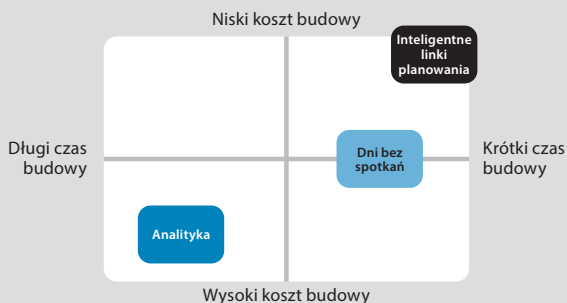 Niski koszt budowy
Inteligentne
linki
planowania
Długi czas
budowy
Dni bez
spotkań
Krótki czas
budowy
Analityka
Wysoki koszt budowy